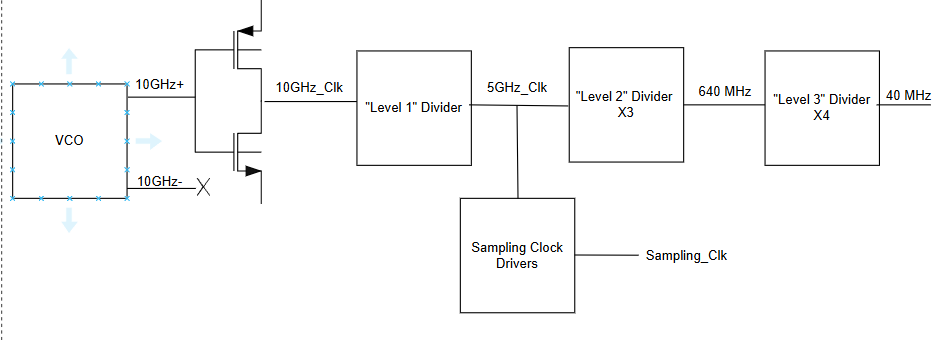 10GHz+
VCO
10GHz-
10GHz_Clk
"Level 1" Divider
5GHz_Clk
"Level 2" Divider
X3
640 MHz
"Level 3" Divider
X4
40 MHz
Sampling Clock
Drivers
Sampling_Clk